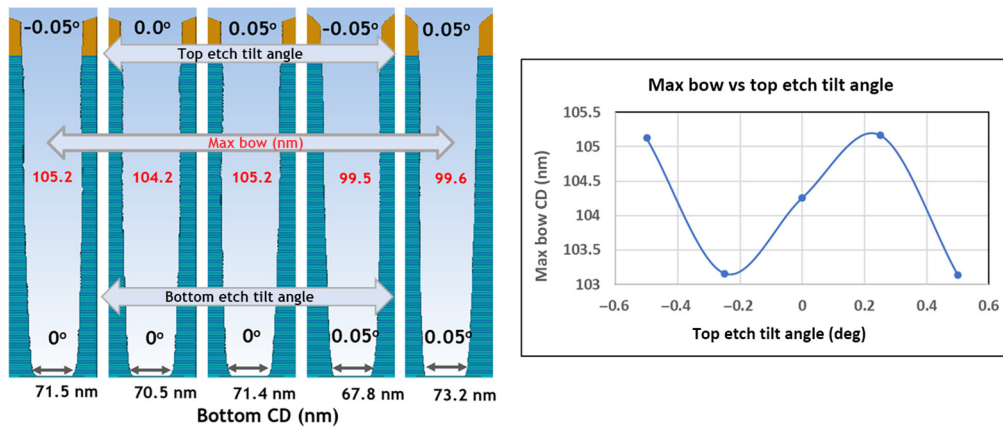 -0.05° 0.0° 0.05° -0.05° 0.05°
Top etch tilt angle
Max bow (nm)
105.2 104.2 105.2 99.5 99.6
Bottom etch tilt angle
0° 0° 0° 0.05° 0.05°
71.5 nm 70.5 nm 71.4 nm 67.8 nm 73.2 nm
Bottom CD (nm)
Max bow vs top etch tilt angle
Max bow CD (nm)
105.5
105
104.5
104
103.5
103
−0.6 −0.4 −0.2 0 0.2 0.4 0.6
Top etch tilt angle (deg)